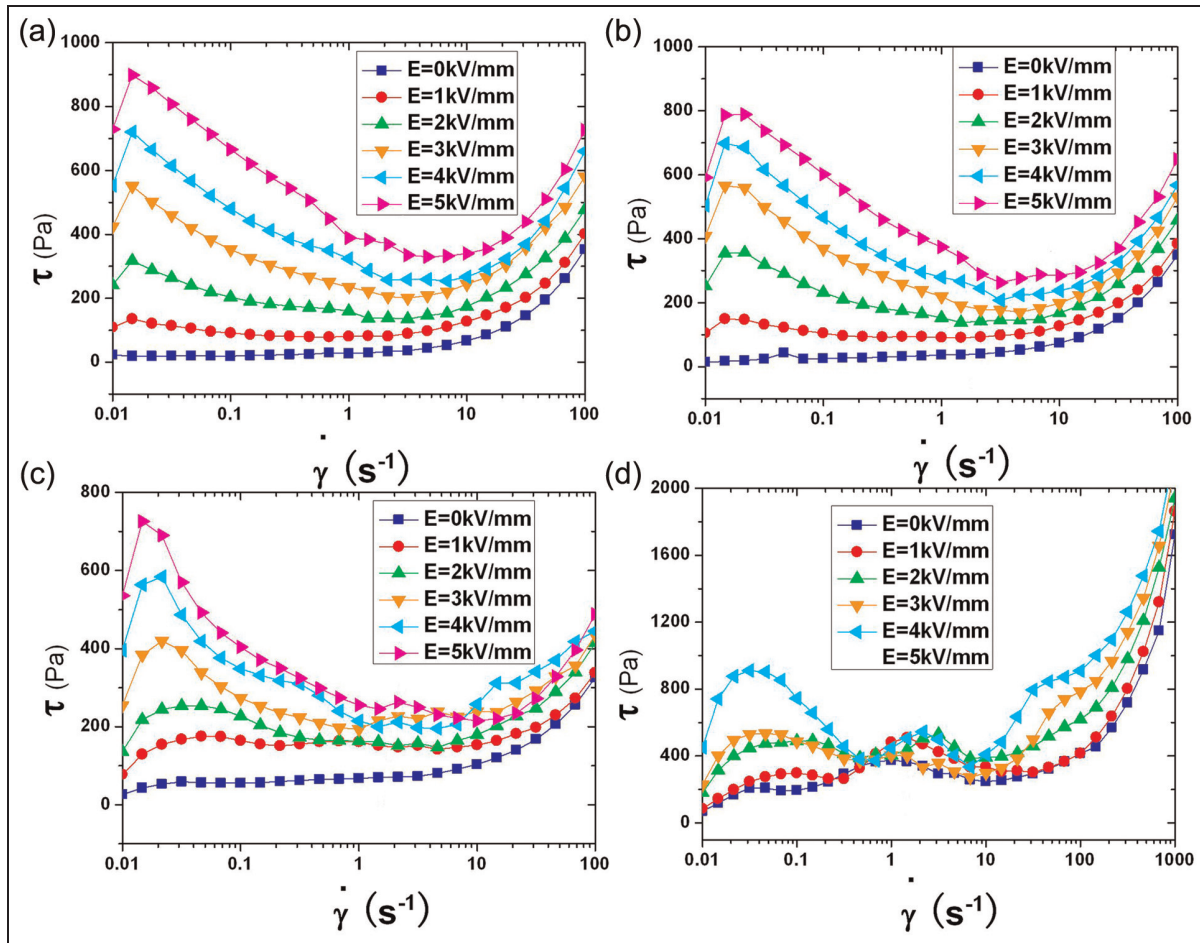 (a)
1000
800
600
400
200
0
τ (Pa)
E=0kV/mm
E=1kV/mm
E=2kV/mm
E=3kV/mm
E=4kV/mm
E=5kV/mm
0.01 0.1 1 10 100
γ̇ (s⁻¹)
(b)
1000
800
600
400
200
0
τ (Pa)
E=0kV/mm
E=1kV/mm
E=2kV/mm
E=3kV/mm
E=4kV/mm
E=5kV/mm
0.01 0.1 1 10 100
γ̇ (s⁻¹)
(c)
800
600
400
200
0
τ (Pa)
E=0kV/mm
E=1kV/mm
E=2kV/mm
E=3kV/mm
E=4kV/mm
E=5kV/mm
0.01 0.1 1 10 100
γ̇ (s⁻¹)
(d)
2000
1600
1200
800
400
0
τ (Pa)
E=0kV/mm
E=1kV/mm
E=2kV/mm
E=3kV/mm
E=4kV/mm
E=5kV/mm
0.01 0.1 1 10 100 1000
γ̇ (s⁻¹)